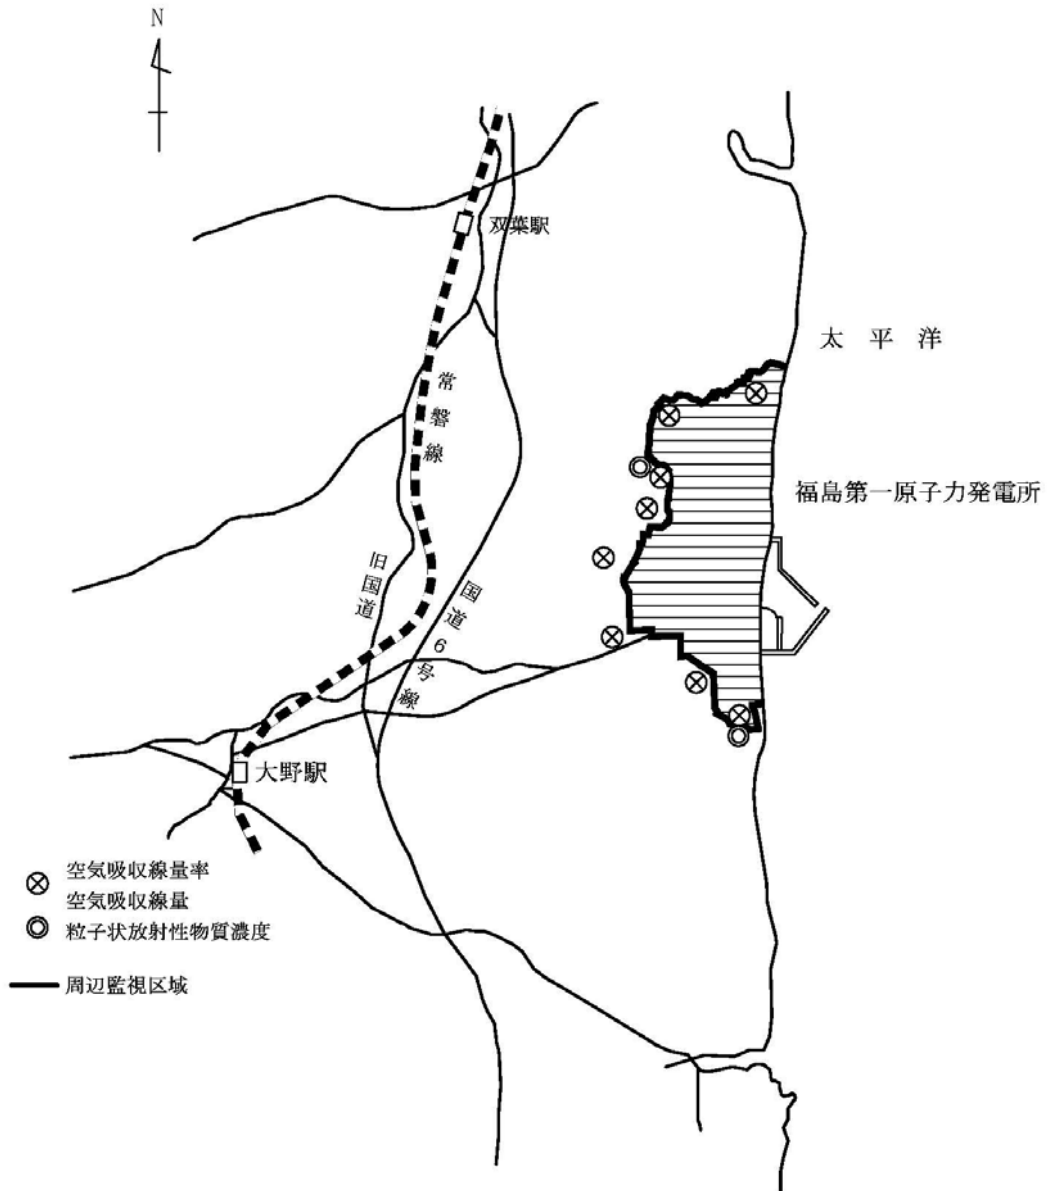 N
双葉駅
太平洋
常磐線
福島第一原子力発電所
旧国道
国道6号線
大野駅
空気吸収線量率
空気吸収線量
粒子状放射性物質濃度
周辺監視区域